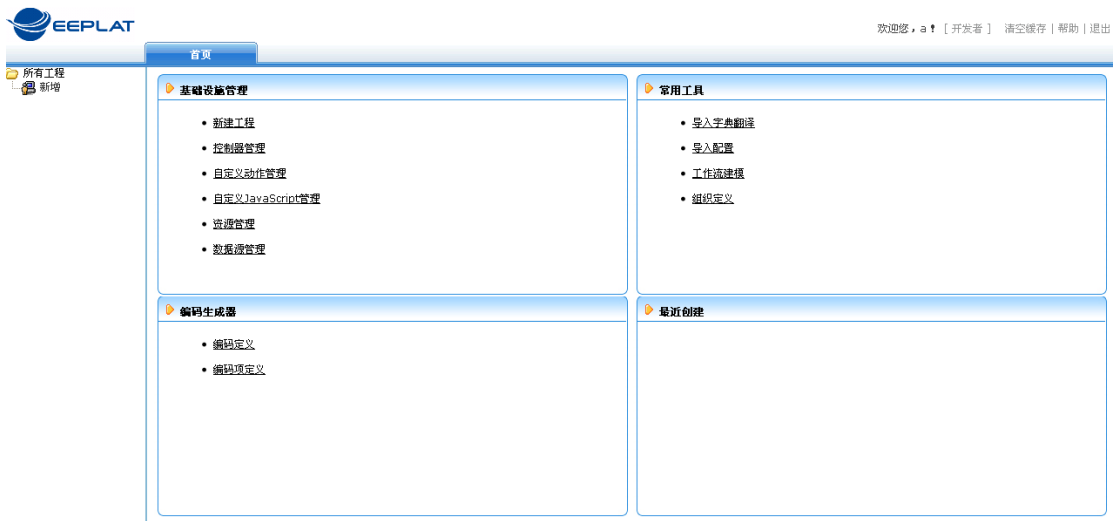 EEPLAT
欢迎您，a！ [ 开发者 ] 清空缓存 | 帮助 | 退出
首页
所有工程
新增
基础设施管理
• 新建工程
• 控制器管理
• 自定义动作管理
• 自定义JavaScript管理
• 资源管理
• 数据源管理
常用工具
• 导入字典翻译
• 导入配置
• 工作流建模
• 组织定义
编码生成器
• 编码定义
• 编码项定义
最近创建